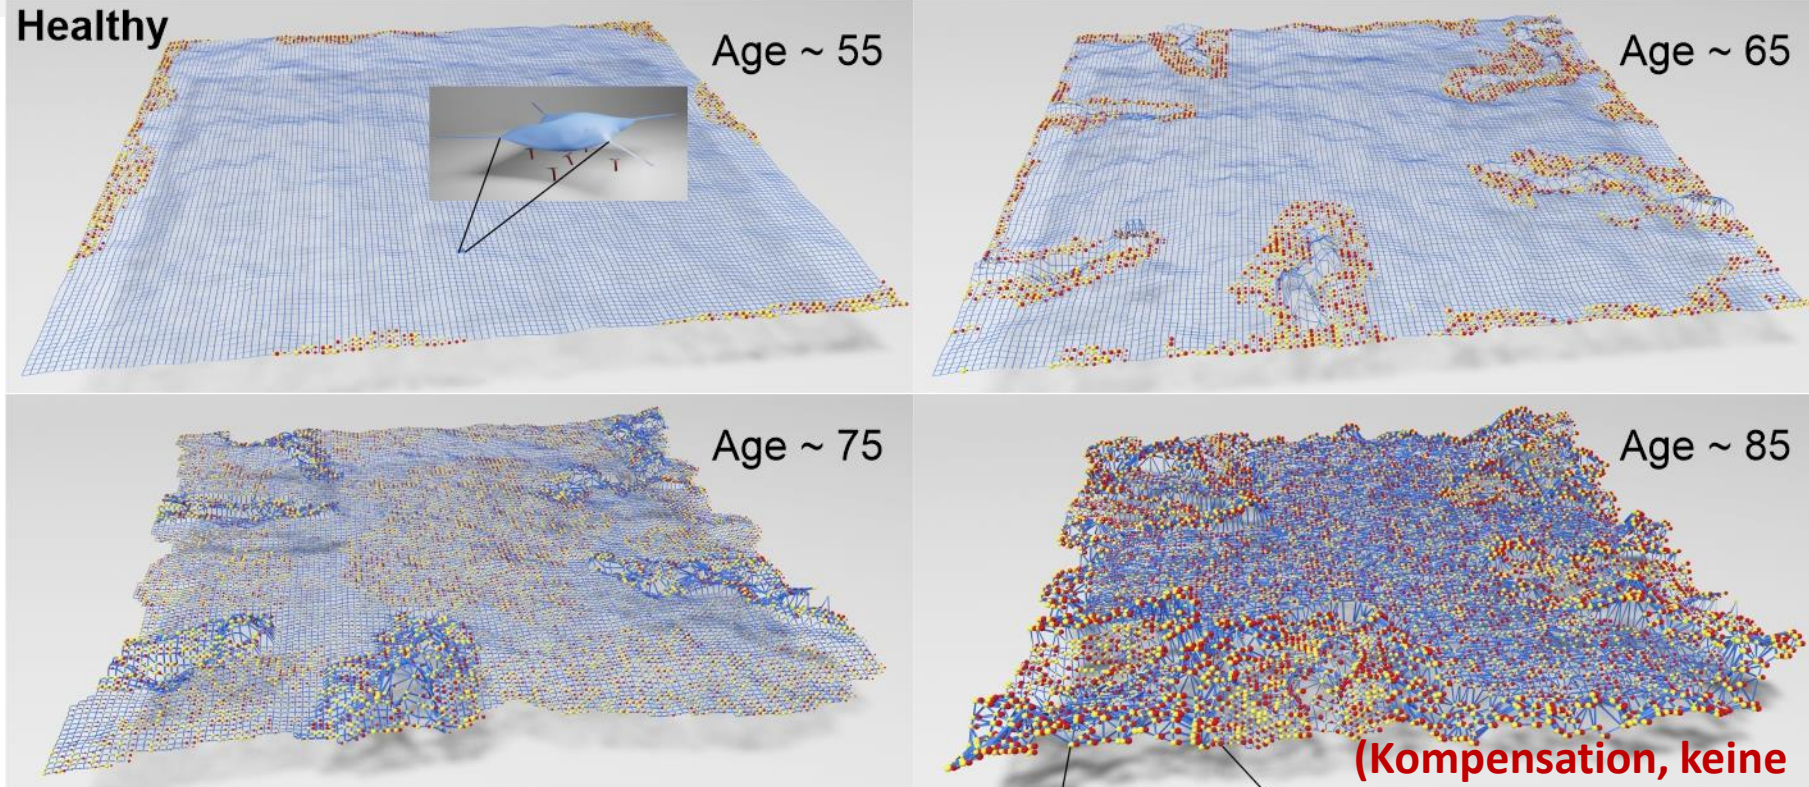 Healthy
Age ~ 55
Age ~ 65
Age ~ 75
Age ~ 85
(Kompensation, keine